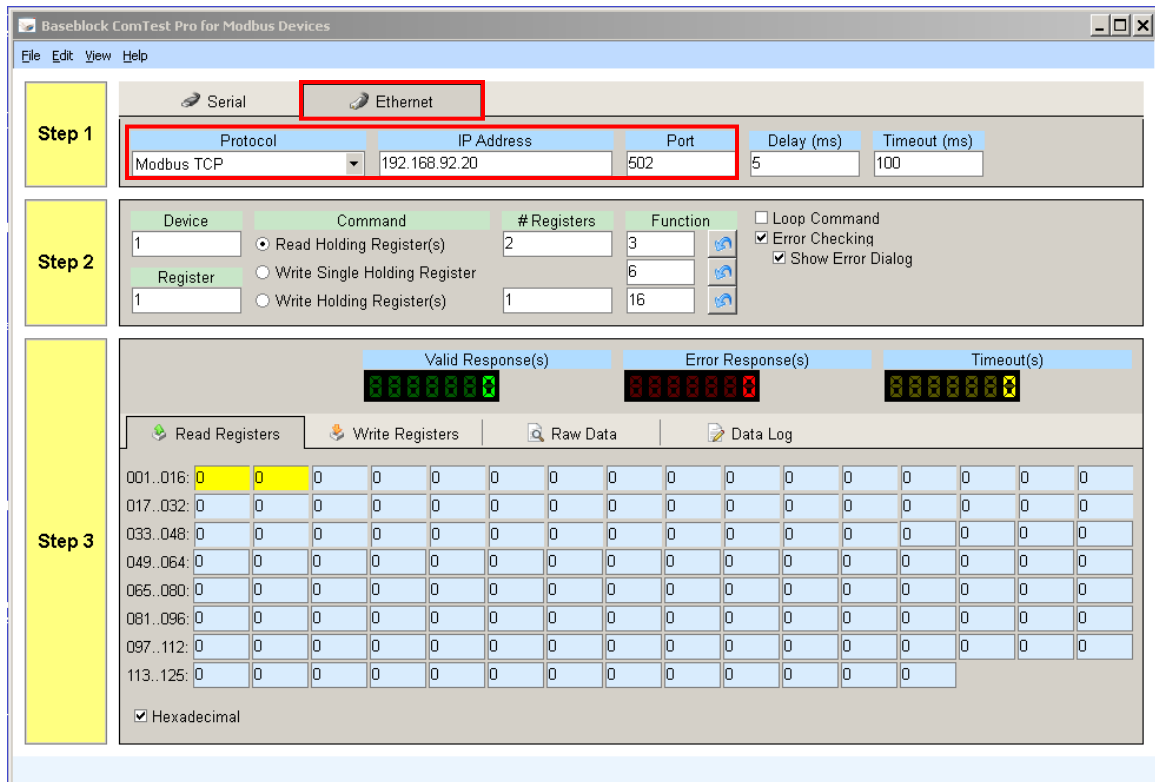 Baseblock ComTest Pro for Modbus Devices
File Edit View Help
Step 1
Serial Ethernet
Protocol IP Address Port Delay (ms) Timeout (ms)
Modbus TCP 192.168.92.20 502 5 100
Step 2
Device Command # Registers Function
1 Read Holding Register(s) 2 3
Write Single Holding Register 6
Register
1 Write Holding Register(s) 1 16
Loop Command
Error Checking
Show Error Dialog
Step 3
Valid Response(s) Error Response(s) Timeout(s)
Read Registers Write Registers Raw Data Data Log
001..016: 0 0 0 0 0 0 0 0 0 0 0 0 0 0 0 0
017..032: 0 0 0 0 0 0 0 0 0 0 0 0 0 0 0 0
033..048: 0 0 0 0 0 0 0 0 0 0 0 0 0 0 0 0
049..064: 0 0 0 0 0 0 0 0 0 0 0 0 0 0 0 0
065..080: 0 0 0 0 0 0 0 0 0 0 0 0 0 0 0 0
081..096: 0 0 0 0 0 0 0 0 0 0 0 0 0 0 0 0
097..112: 0 0 0 0 0 0 0 0 0 0 0 0 0 0 0 0
113..125: 0 0 0 0 0 0 0 0 0 0 0 0 0
Hexadecimal